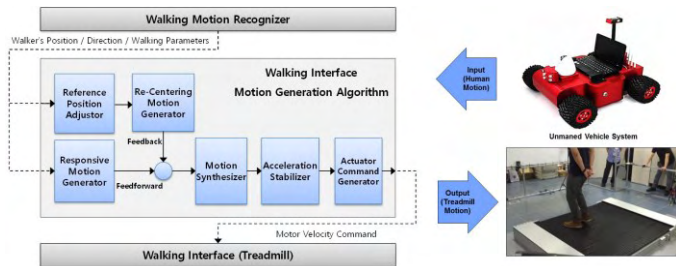 Walking Motion Recognizer
Walker's Position / Direction / Walking Parameters
Walking Interface
Motion Generation Algorithm
Reference
Position
Adjustor
Re-Centering
Motion
Generator
Feedback
Responsive
Motion
Generator
Feedforward
Motion
Synthesizer
Acceleration
Stabilizer
Actuator
Command
Generator
Motor Velocity Command
Walking Interface (Treadmill)
Input
(Human
Motion)
Unmaned Vehicle System
Output
(Treadmill
Motion)